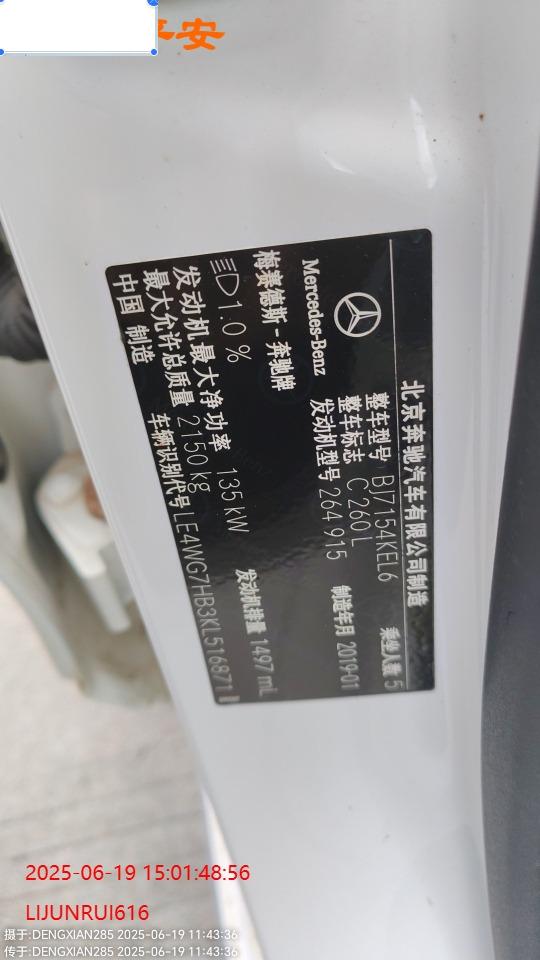 平安
北京奔驰汽车有限公司制造
Mercedes-Benz
梅赛德斯-奔驰牌
整车型号 BJ7154KEL6
乘坐人数 5
整车标志 C 260 L
发动机型号 264 915
制造年月 2019-01
1.0 %
发动机最大净功率 135 kW
发动机排量 1497 mL
最大允许总质量 2150 kg
中国 制造
车辆识别代号 LE4WG7HB3KL516871
2025-06-19 15:01:48:56
LIJUNRUI616
摄于:DENGXIAN285 2025-06-19 11:43:36
传于:DENGXIAN285 2025-06-19 11:43:36